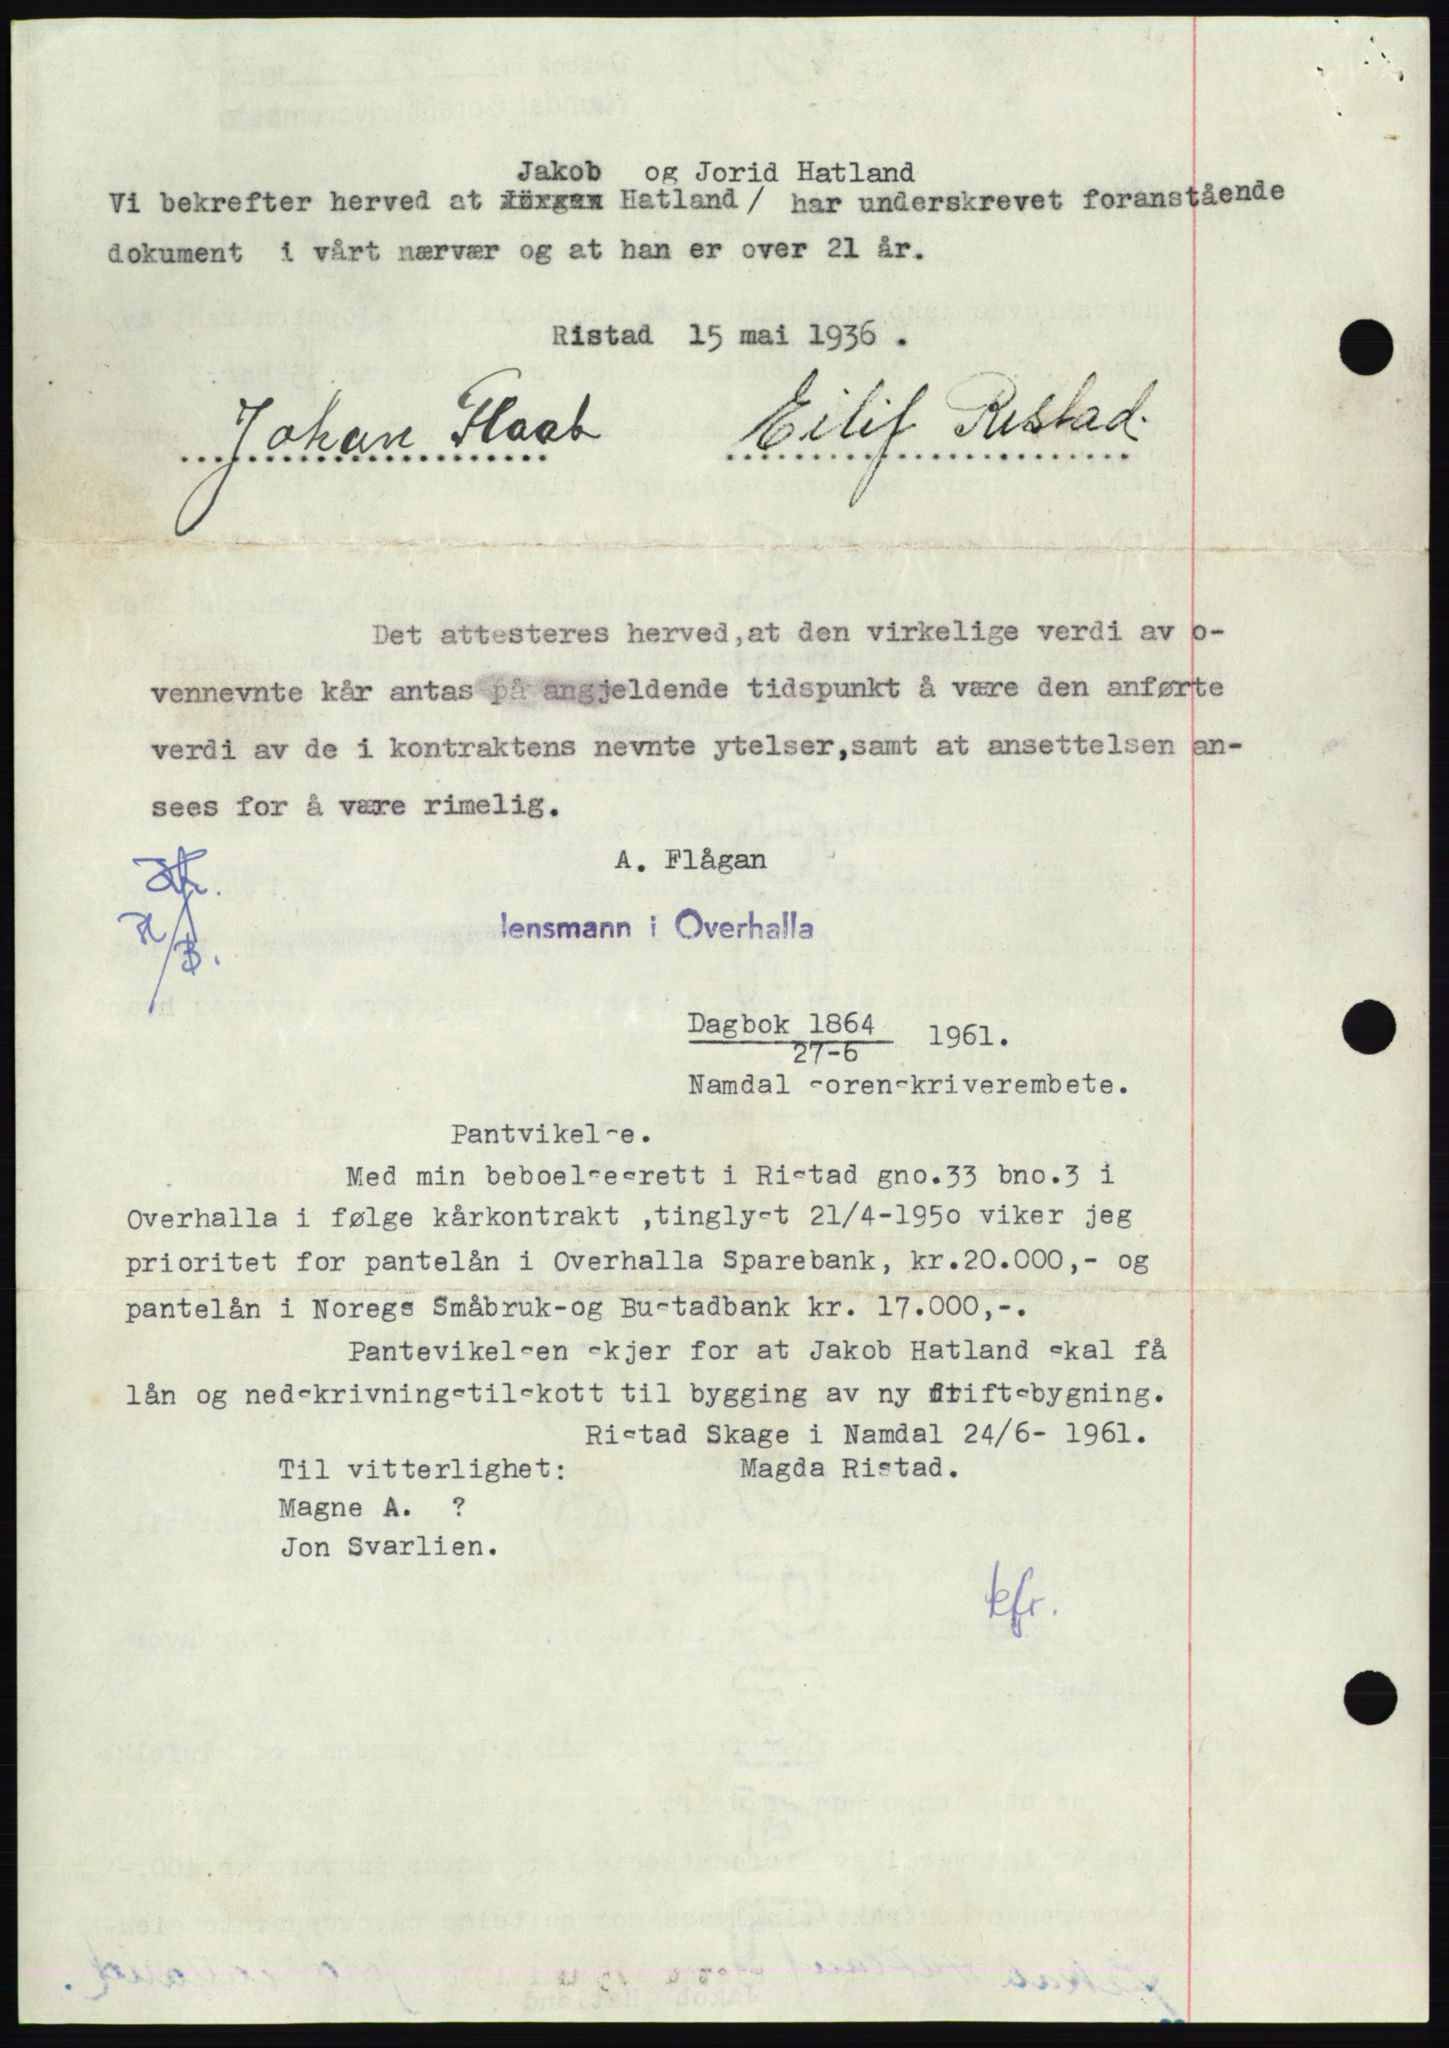 Jakob og Jorid Hatland
Vi bekrefter herved at Jörgen Hatland / har underskrevet foranstående
dokument i vårt nærvær og at han er over 21 år.
Ristad 15 mai 1936 .
Johan Flaab Eilif Ristad.
Det attesteres herved,at den virkelige verdi av o-
vennevnte kår antas på angjeldende tidspunkt å være den anførte
verdi av de i kontraktens nevnte ytelser,samt at ansettelsen an-
sees for å være rimelig.
A. Flågan
lensmann i Overhalla
Dagbok 1864
27-6 1961.
Namdal sorenskriverembete.
Pantvikelse.
Med min beboelsesrett i Ristad gno.33 bno.3 i
Overhalla i følge kårkontrakt ,tinglyst 21/4-1950 viker jeg
prioritet for pantelån i Overhalla Sparebank, kr.20.000,- og
pantelån i Noregs Småbruk-og Bustadbank kr. 17.000,-.
Pantevikelsen skjer for at Jakob Hatland skal få
lån og nedskrivningstilskott til bygging av ny driftsbygning.
Ristad Skage i Namdal 24/6- 1961.
Til vitterlighet: Magda Ristad.
Magne A. ?
Jon Svarlien.
kfr.